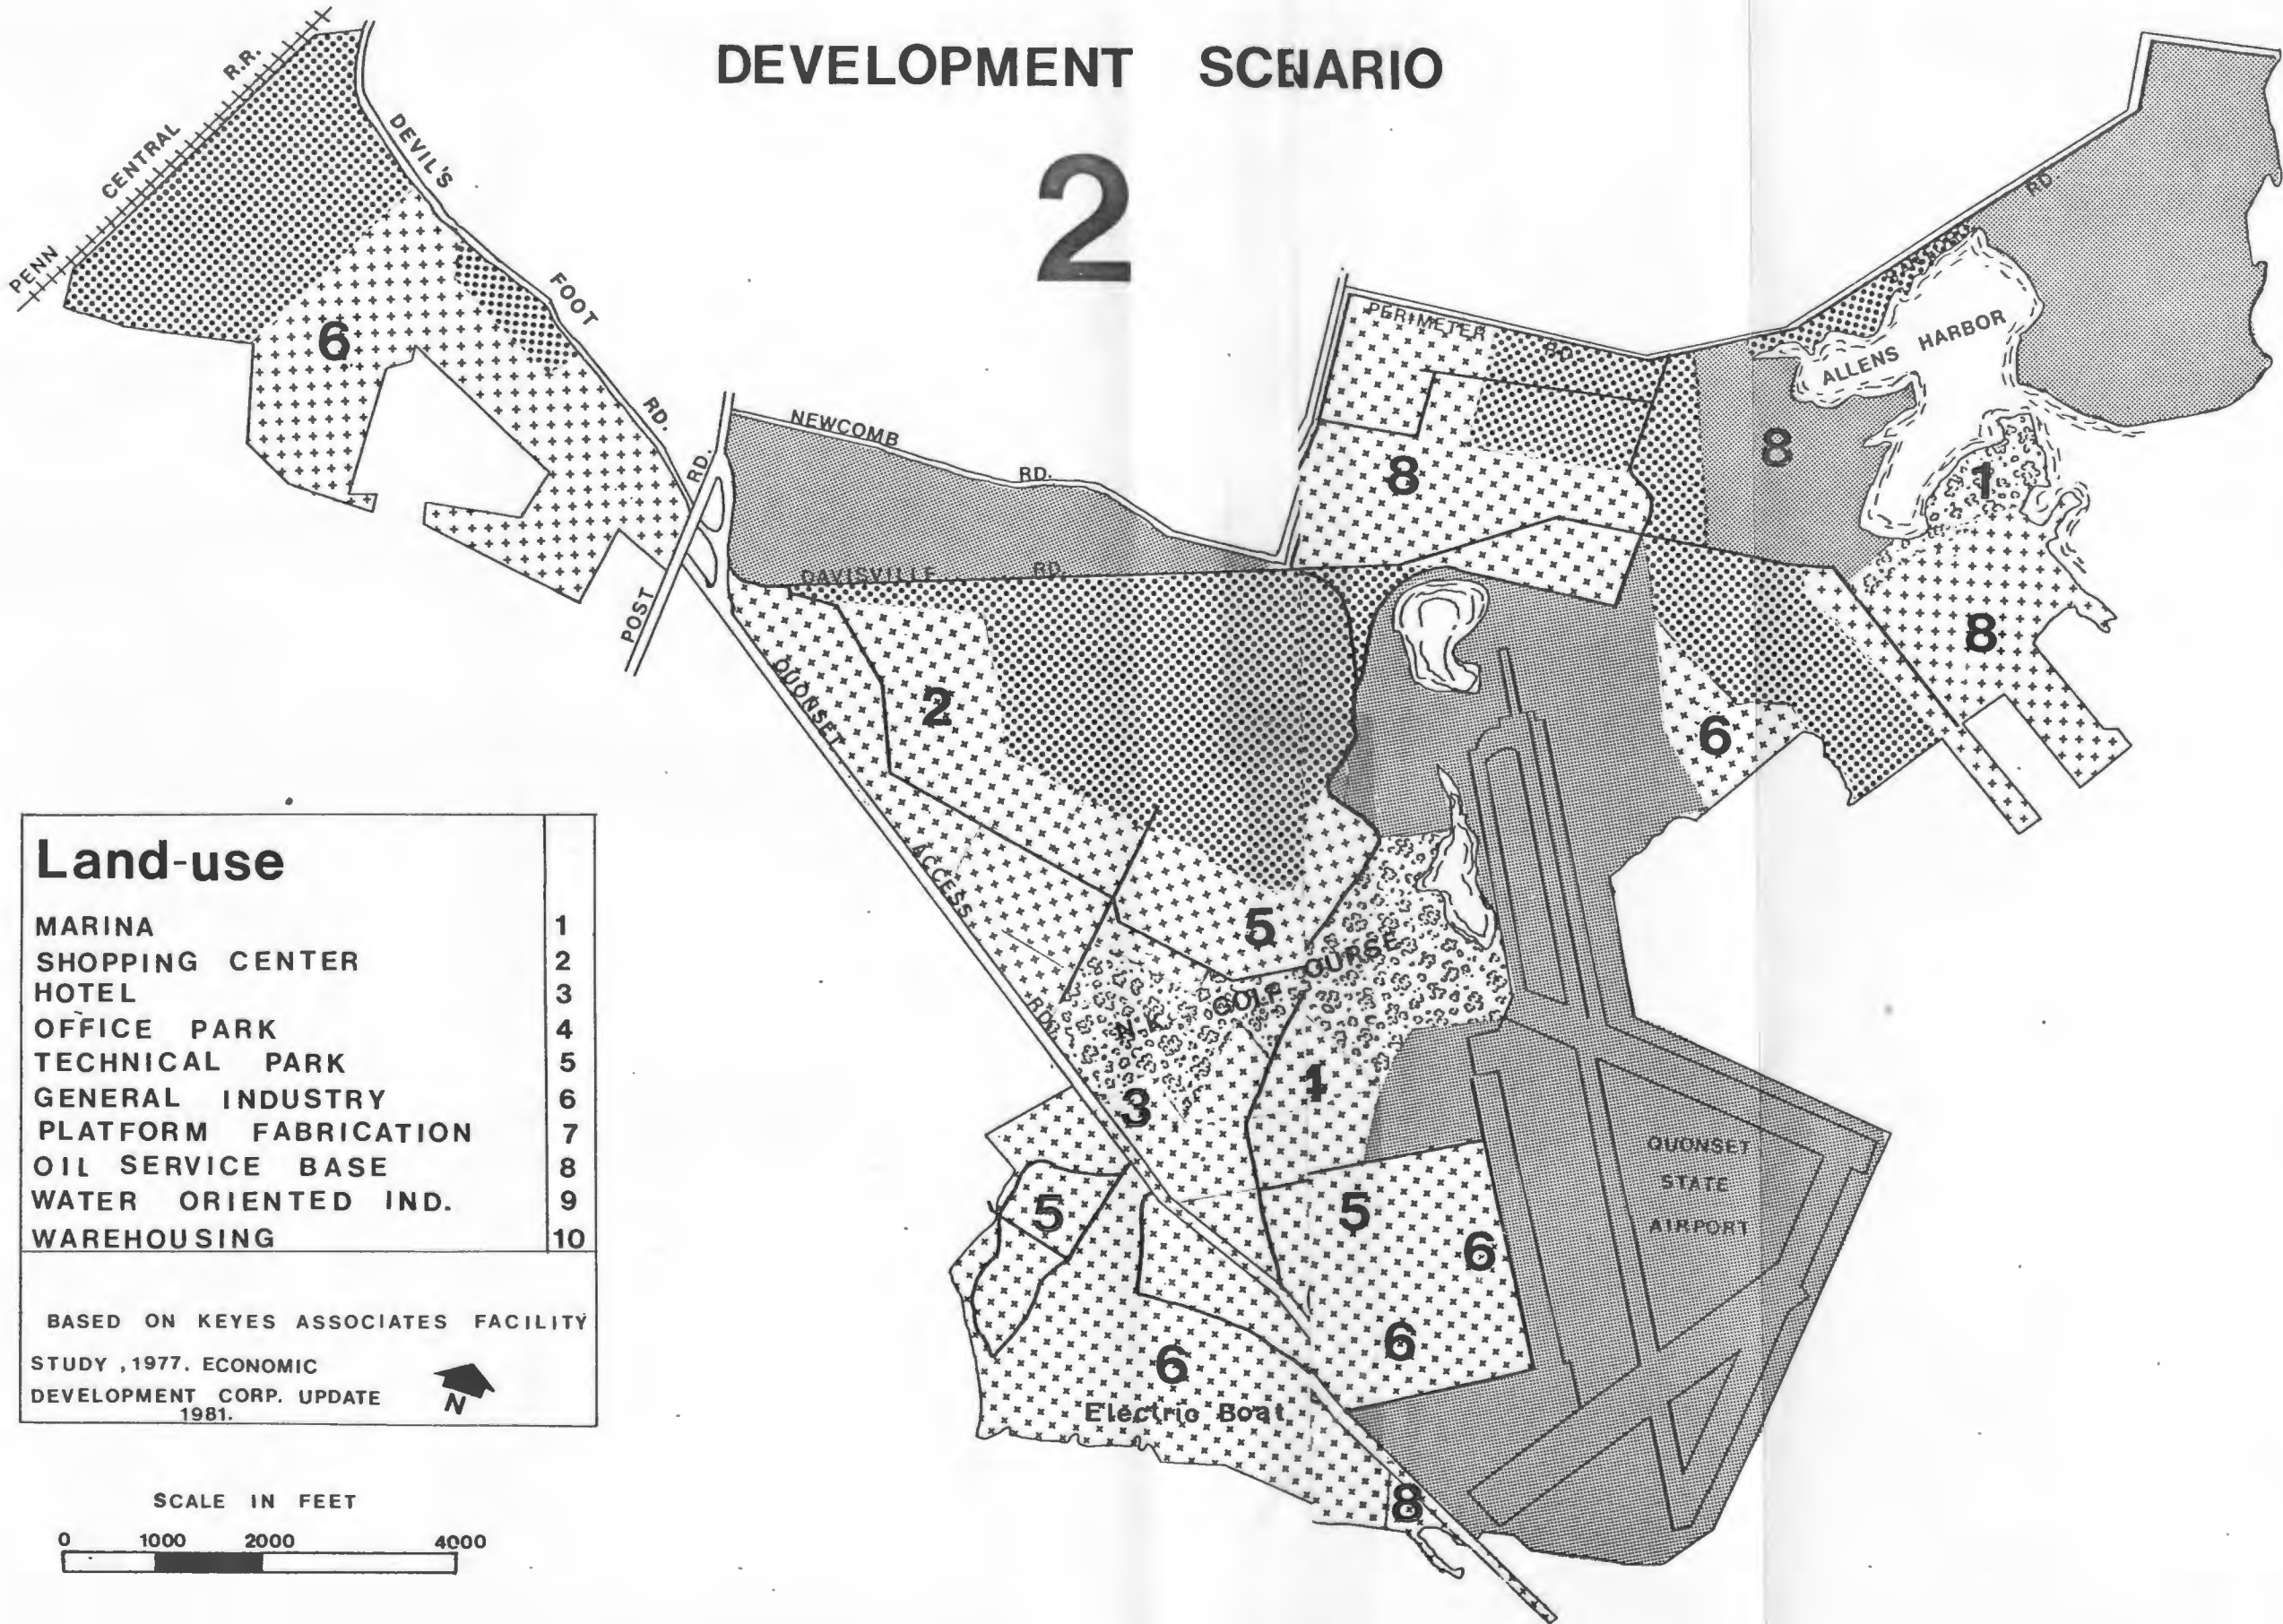 DEVELOPMENT SCENARIO
2
PENN CENTRAL R.R.
DEVIL'S FOOT RD.
6
POST RD.
NEWCOMB RD.
DAVISVILLE RD.
PERIMETER RD
RD
ALLENS HARBOR
8
8
1
8
6
2
QUONSET ACCESS RD.
5
N.K. GOLF OURSE
3
1
5
5
6
6
6
Electric Boat
8
QUONSET
STATE
AIRPORT
Land-use
MARINA 1
SHOPPING CENTER 2
HOTEL 3
OFFICE PARK 4
TECHNICAL PARK 5
GENERAL INDUSTRY 6
PLATFORM FABRICATION 7
OIL SERVICE BASE 8
WATER ORIENTED IND. 9
WAREHOUSING 10
BASED ON KEYES ASSOCIATES FACILITY
STUDY, 1977. ECONOMIC
DEVELOPMENT CORP. UPDATE
1981.
N
SCALE IN FEET
0 1000 2000 4000